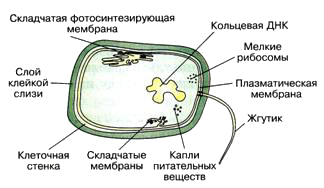 Складчатая фотосинтезирующая
мембрана
Кольцевая ДНК
Мелкие
рибосомы
Слой
клейкой
слизи
Плазматическая
мембрана
Жгутик
Клеточная
стенка
Складчатые
мембраны
Капли
питательных
веществ